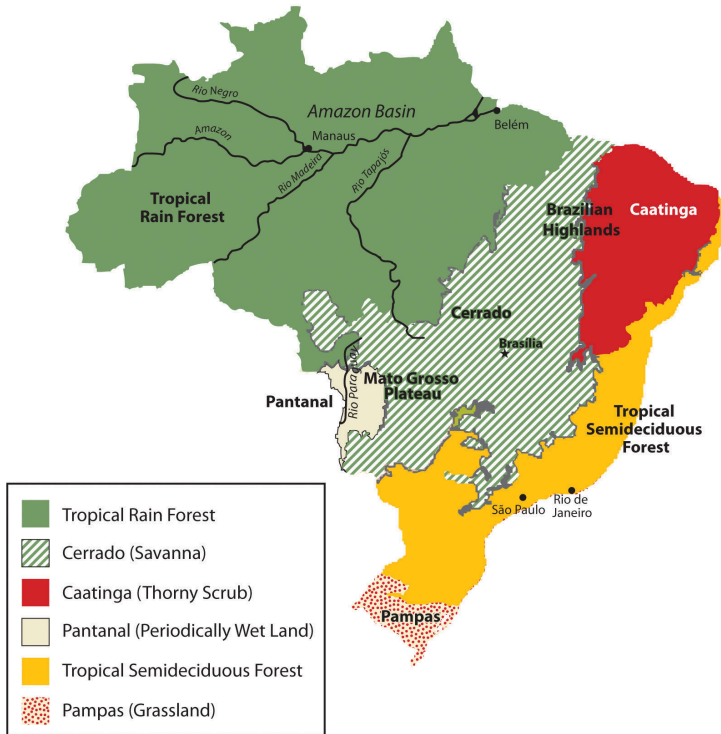 Rio Negro
Amazon Basin
Amazon
Manaus
Belém
Rio Madeira
Rio Tapajós
Tropical
Rain Forest
Brazilian
Highlands
Caatinga
Cerrado
Brasília
Rio Paraguay
Mato Grosso
Plateau
Pantanal
Tropical
Semideciduous
Forest
São Paulo
Rio de
Janeiro
Pampas
Tropical Rain Forest
Cerrado (Savanna)
Caatinga (Thorny Scrub)
Pantanal (Periodically Wet Land)
Tropical Semideciduous Forest
Pampas (Grassland)